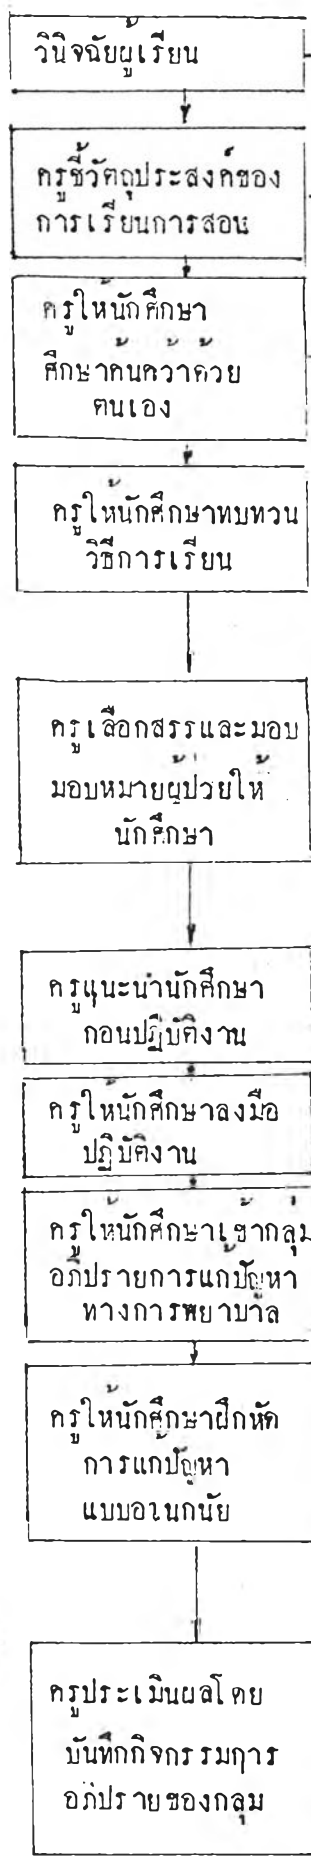 วินิจฉัยผู้เรียน
ครูชี้วัตถุประสงค์ของ
การเรียนการสอน
ครูให้นักศึกษา
ศึกษาค้นคว้าด้วย
ตนเอง
ครูให้นักศึกษาทบทวน
วิธีการเรียน
ครูเลือกสรรและมอบ
มอบหมายผู้ป่วยให้
นักศึกษา
ครูแนะนำนักศึกษา
กอนปฏิบัติงาน
ครูให้นักศึกษาลงมือ
ปฏิบัติงาน
ครูให้นักศึกษาเข้ากลุ่ม
อภิปรายการแก้ปัญหา
ทางการพยาบาล
ครูให้นักศึกษาฝึกหัด
การแก้ปัญหา
แบบอเนกนัย
ครูประเมินผลโดย
บันทึกกิจกรรมการ
อภิปรายของกลุม